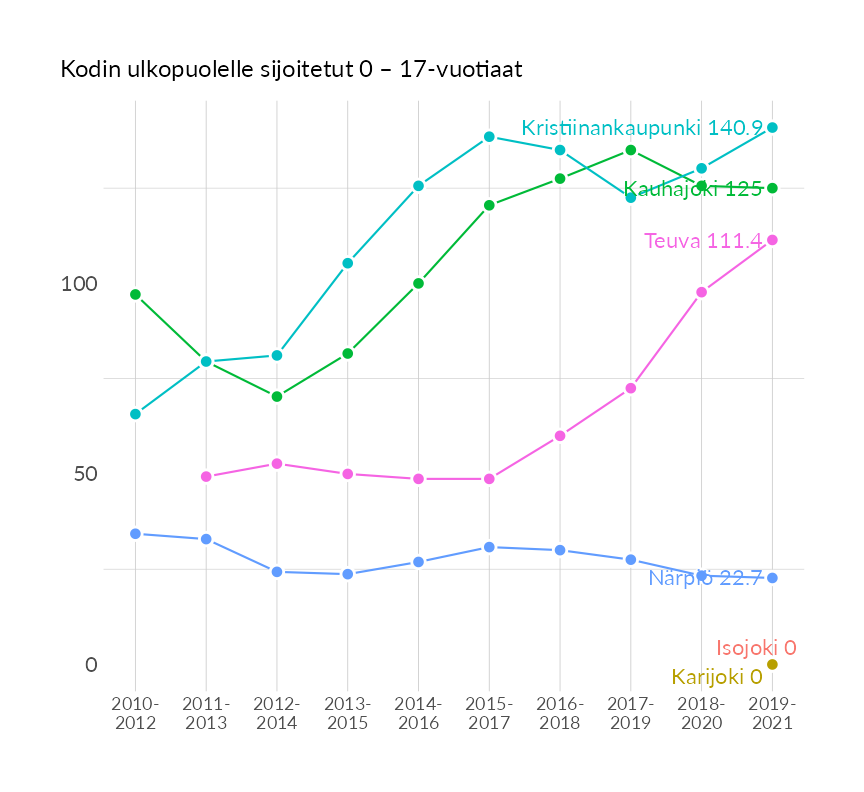 Kodin ulkopuolelle sijoitetut 0 – 17-vuotiaat
Kristiinankaupunki 140.9
Kauhajoki 125
Teuva 111.4
100
50
Närpiö 22.7
Isojoki 0
0
Karijoki 0
2010- 2011- 2012- 2013- 2014- 2015- 2016- 2017- 2018- 2019-
2012 2013 2014 2015 2016 2017 2018 2019 2020 2021